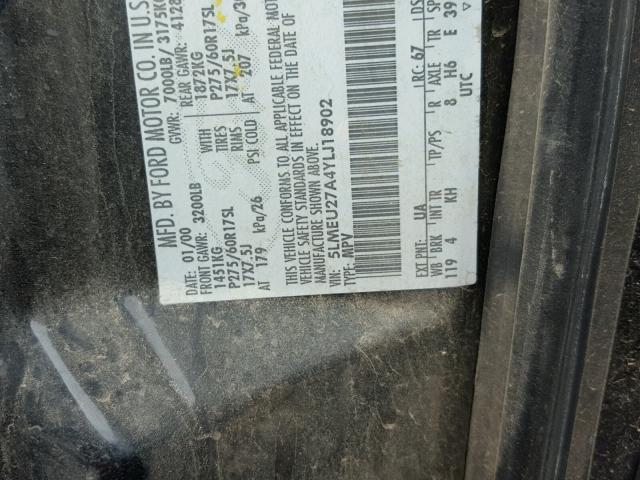 MFD. BY FORD MOTOR CO. IN U.S.
DATE: 01/00 GVWR: 7000LB/ 3175KG
FRONT GAWR: 3200LB REAR GAWR: 4128
1451KG 1872KG
P275/60R17SL WITH TIRES P275/60R17SL
17X7.5J RIMS 17X7.5J
AT 179 kPa/26 PSI COLD AT 207 kPa/30
THIS VEHICLE CONFORMS TO ALL APPLICABLE FEDERAL MOTOR
VEHICLE SAFETY STANDARDS IN EFFECT ON THE DATE OF
MANUFACTURE SHOWN ABOVE.
VIN: 5LMEU27A4YLJ18902
TYPE: MPV
EXT PNT: UA RC: 67 DS
WB BRK INT TR TP/PS R AXLE TR SP
119 4 KH 8 H6 E 39
UTC